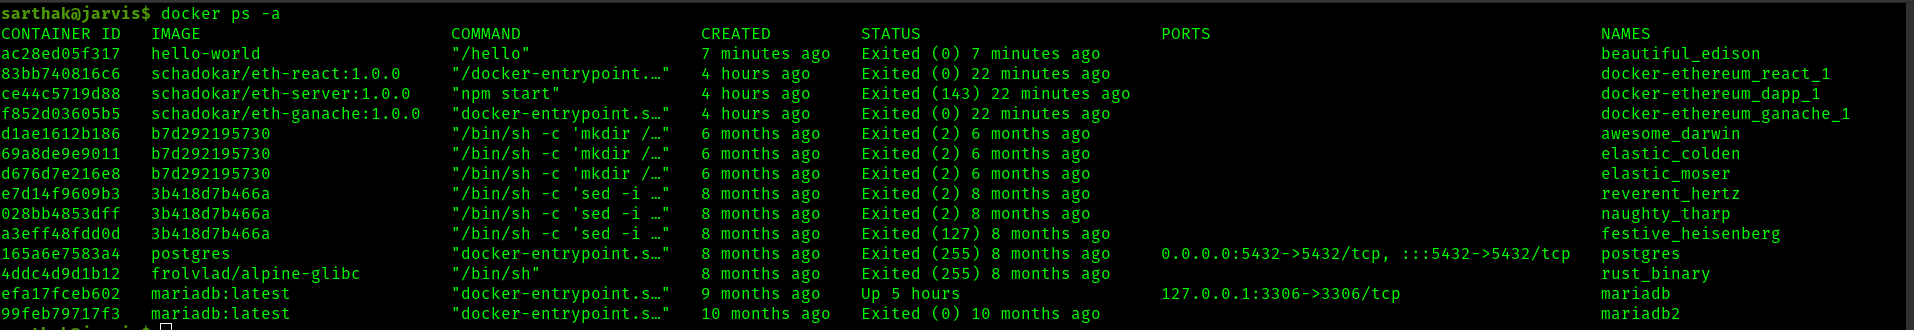 sarthak@jarvis$ docker ps -a
CONTAINER ID   IMAGE                        COMMAND                  CREATED         STATUS                        PORTS                                       NAMES
ac28ed05f317   hello-world                  "/hello"                 7 minutes ago   Exited (0) 7 minutes ago                                                  beautiful_edison
83bb740816c6   schadokar/eth-react:1.0.0    "/docker-entrypoint.…"   4 hours ago     Exited (0) 22 minutes ago                                                 docker-ethereum_react_1
ce44c5719d88   schadokar/eth-server:1.0.0   "npm start"              4 hours ago     Exited (143) 22 minutes ago                                               docker-ethereum_dapp_1
f852d03605b5   schadokar/eth-ganache:1.0.0  "docker-entrypoint.s…"   4 hours ago     Exited (0) 22 minutes ago                                                 docker-ethereum_ganache_1
d1ae1612b186   b7d292195730                 "/bin/sh -c 'mkdir /…"   6 months ago    Exited (2) 6 months ago                                                   awesome_darwin
69a8de9e9011   b7d292195730                 "/bin/sh -c 'mkdir /…"   6 months ago    Exited (2) 6 months ago                                                   elastic_colden
d676d7e216e8   b7d292195730                 "/bin/sh -c 'mkdir /…"   6 months ago    Exited (2) 6 months ago                                                   elastic_moser
e7d14f9609b3   3b418d7b466a                 "/bin/sh -c 'sed -i …"   8 months ago    Exited (2) 8 months ago                                                   reverent_hertz
028bb4853dff   3b418d7b466a                 "/bin/sh -c 'sed -i …"   8 months ago    Exited (2) 8 months ago                                                   naughty_tharp
a3eff48fdd0d   3b418d7b466a                 "/bin/sh -c 'sed -i …"   8 months ago    Exited (127) 8 months ago                                                 festive_heisenberg
165a6e7583a4   postgres                     "docker-entrypoint.s…"   8 months ago    Exited (255) 8 months ago     0.0.0.0:5432->5432/tcp, :::5432->5432/tcp   postgres
4ddc4d9d1b12   frolvlad/alpine-glibc        "/bin/sh"                8 months ago    Exited (255) 8 months ago                                                 rust_binary
efa17fceb602   mariadb:latest               "docker-entrypoint.s…"   9 months ago    Up 5 hours                    127.0.0.1:3306->3306/tcp                    mariadb
99feb79717f3   mariadb:latest               "docker-entrypoint.s…"   10 months ago   Exited (0) 10 months ago                                                  mariadb2